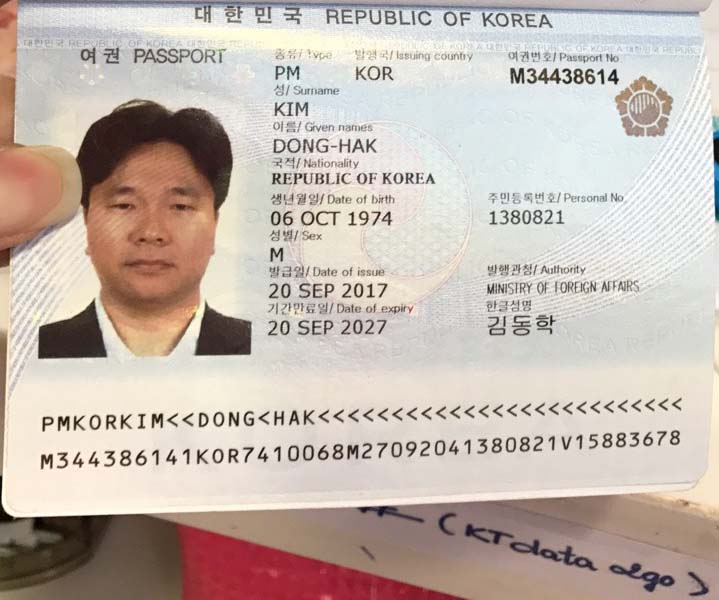 대한민국 REPUBLIC OF KOREA
여권 PASSPORT
종류/Type 발행국/Issuing country 여권번호/Passport No
PM KOR M34438614
성/Surname
KIM
이름/Given names
DONG-HAK
국적/Nationality
REPUBLIC OF KOREA
생년월일/Date of birth 주민등록번호/Personal No.
06 OCT 1974 1380821
성별/Sex
M
발급일/Date of issue 발행관청/Authority
20 SEP 2017 MINISTRY OF FOREIGN AFFAIRS
기간만료일/Date of expiry 한글성명
20 SEP 2027 김동학
PMKORKIM<<DONG<HAK<<<<<<<<<<<<<<<<<<<<<<<<<<
M344386141KOR7410068M27092041380821V15883678
(KT data